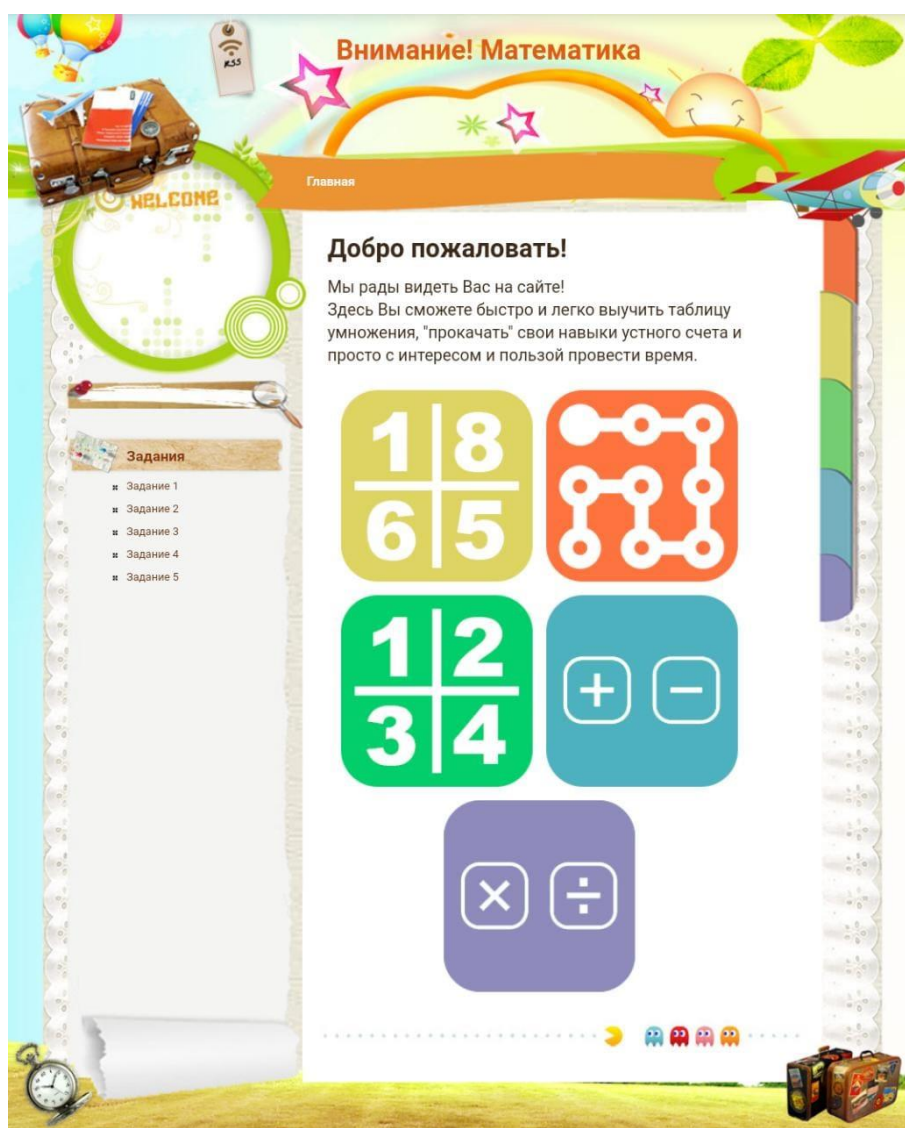 Внимание! Математика
RSS
Главная
WELCOME
Добро пожаловать!
Мы рады видеть Вас на сайте!
Здесь Вы сможете быстро и легко выучить таблицу
умножения, "прокачать" свои навыки устного счета и
просто с интересом и пользой провести время.
Задания
Задание 1
Задание 2
Задание 3
Задание 4
Задание 5
1 8
6 5
1 2
3 4
+ −
× ÷